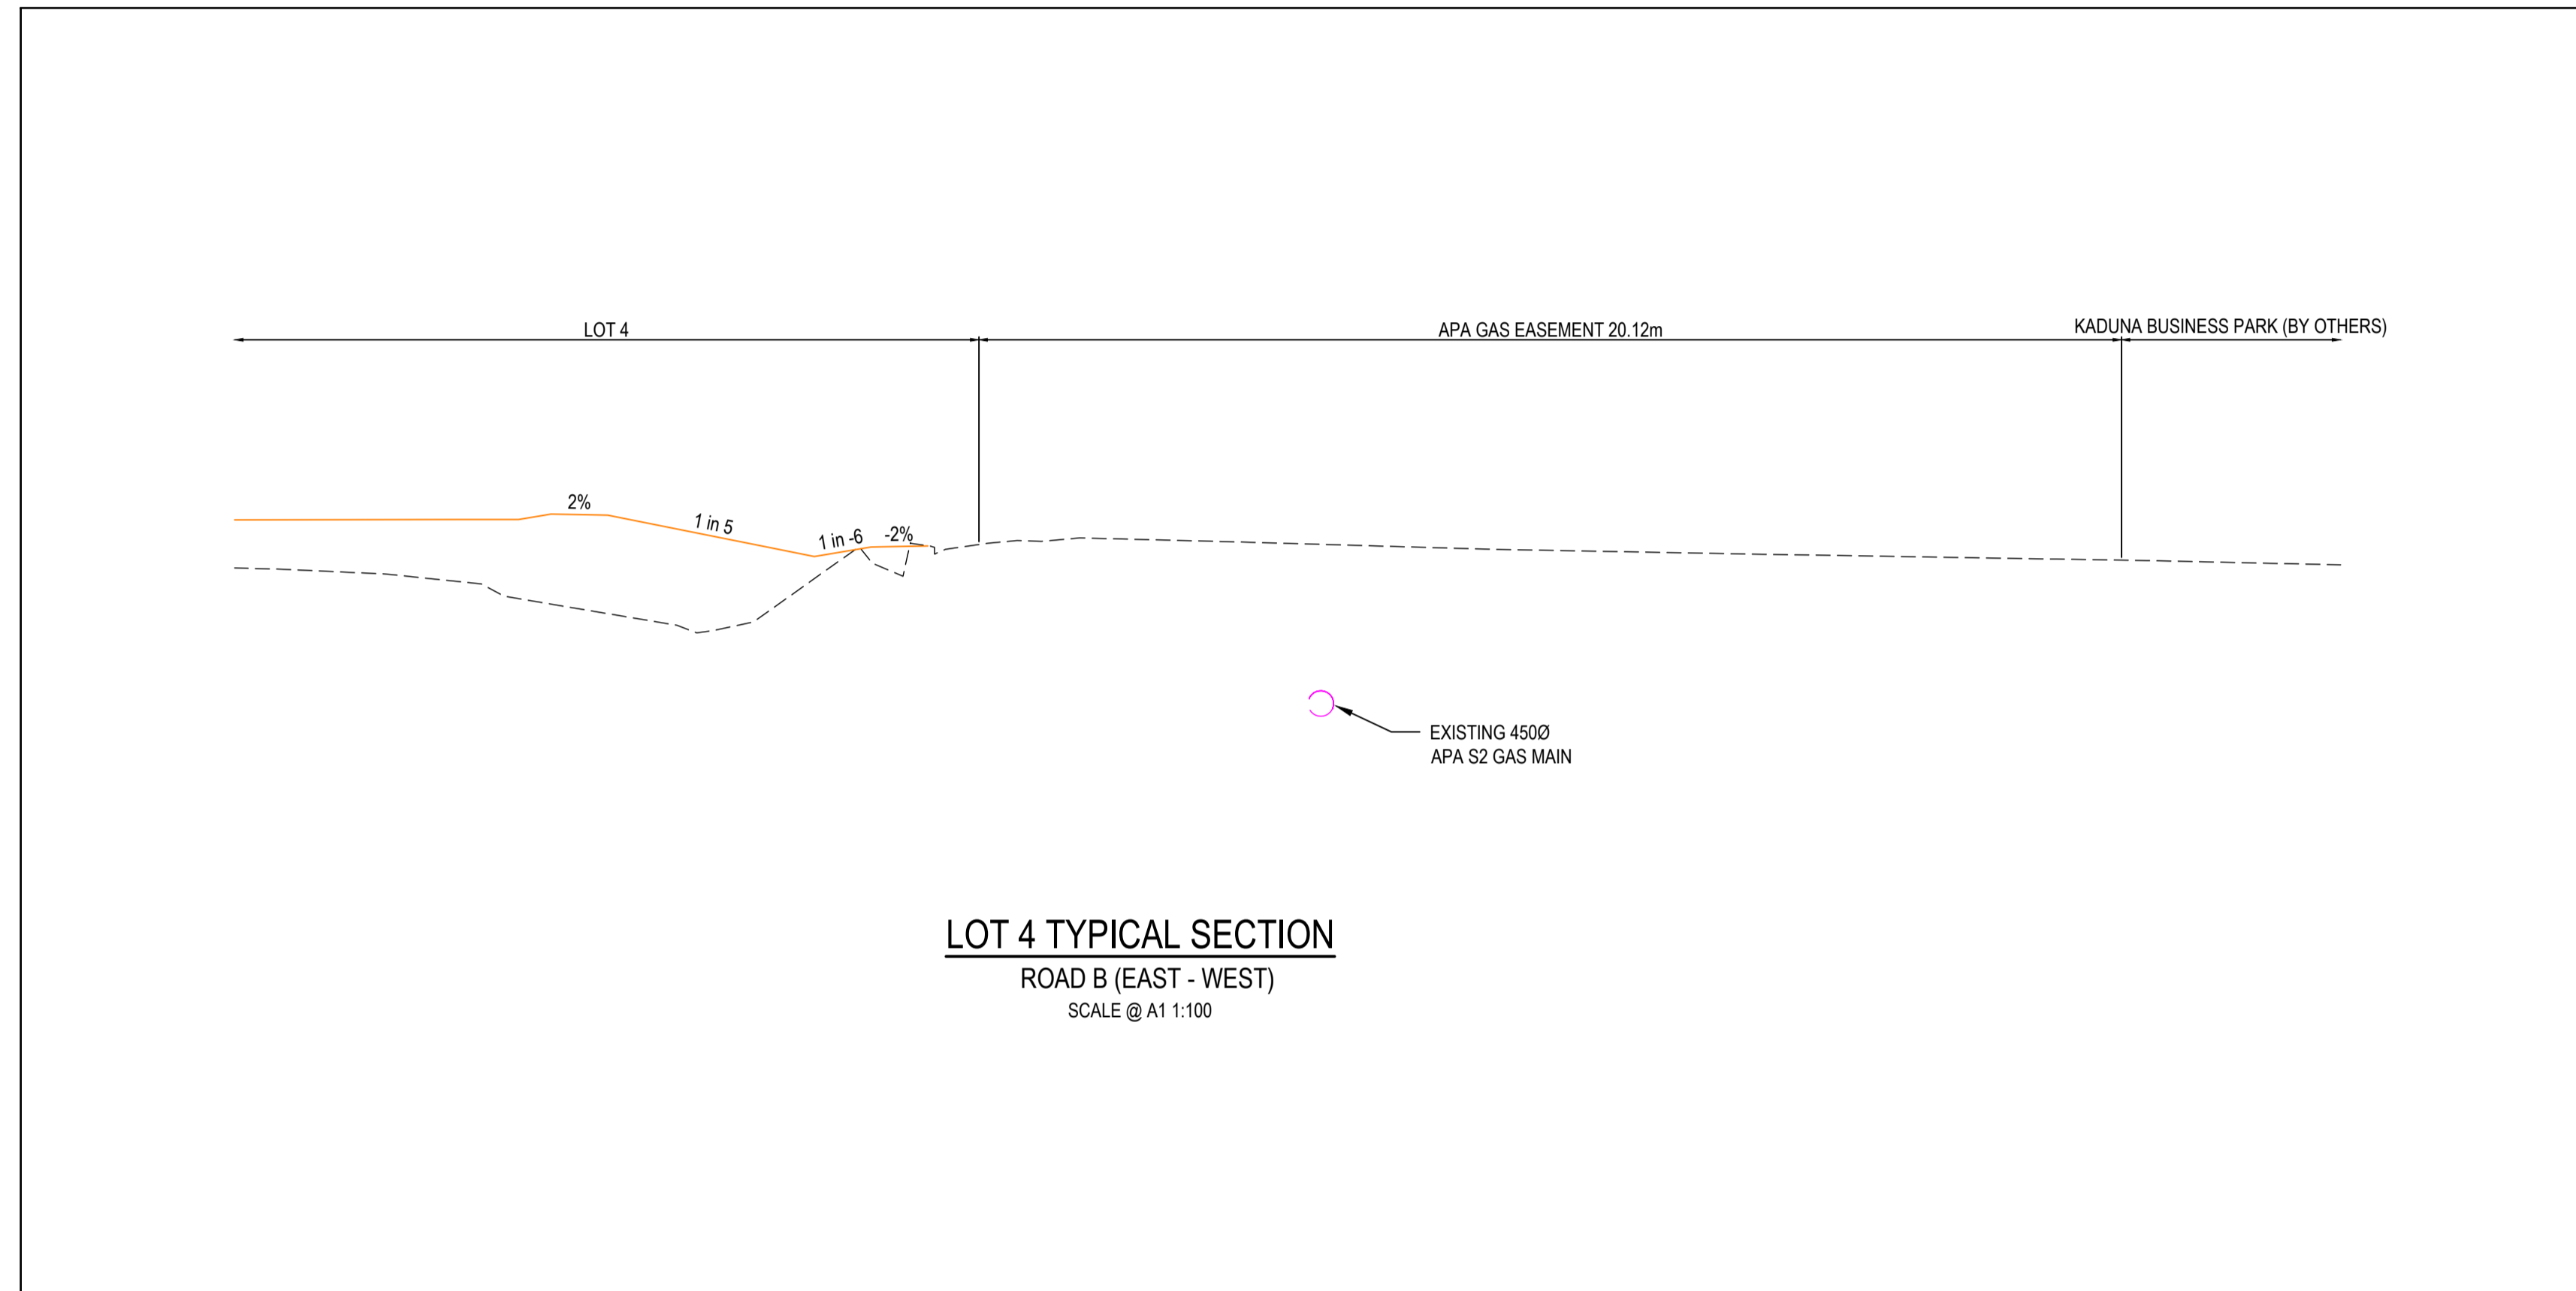 LOT 4
APA GAS EASEMENT 20.12m
KADUNA BUSINESS PARK (BY OTHERS)
2%
1 in 5
1 in -6
-2%
EXISTING 450Ø
APA S2 GAS MAIN
LOT 4 TYPICAL SECTION
ROAD B (EAST - WEST)
SCALE @ A1 1:100